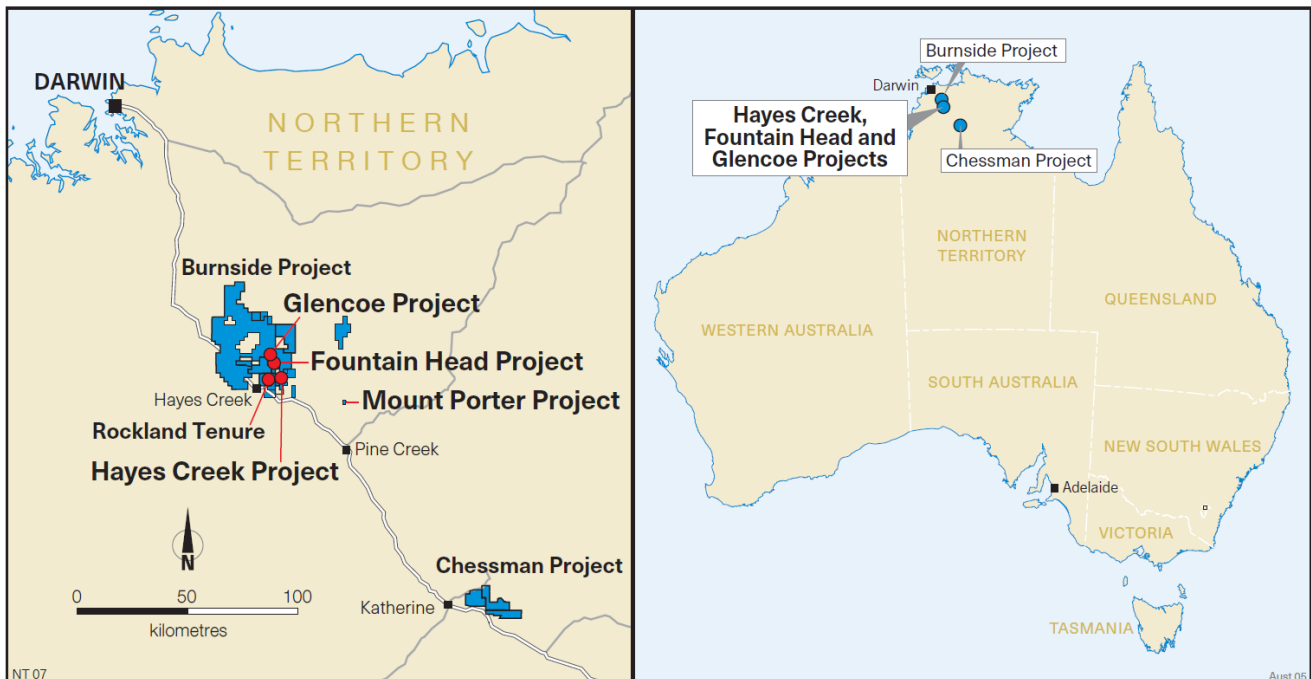 DARWIN
NORTHERN
TERRITORY
Burnside Project
Glencoe Project
Fountain Head Project
Hayes Creek
Mount Porter Project
Rockland Tenure
Pine Creek
Hayes Creek Project
N
Chessman Project
0 50 100
kilometres
Katherine
NT 07
Burnside Project
Darwin
Hayes Creek,
Fountain Head and
Glencoe Projects
Chessman Project
NORTHERN
TERRITORY
QUEENSLAND
WESTERN AUSTRALIA
SOUTH AUSTRALIA
NEW SOUTH WALES
Adelaide
VICTORIA
TASMANIA
Aust 05